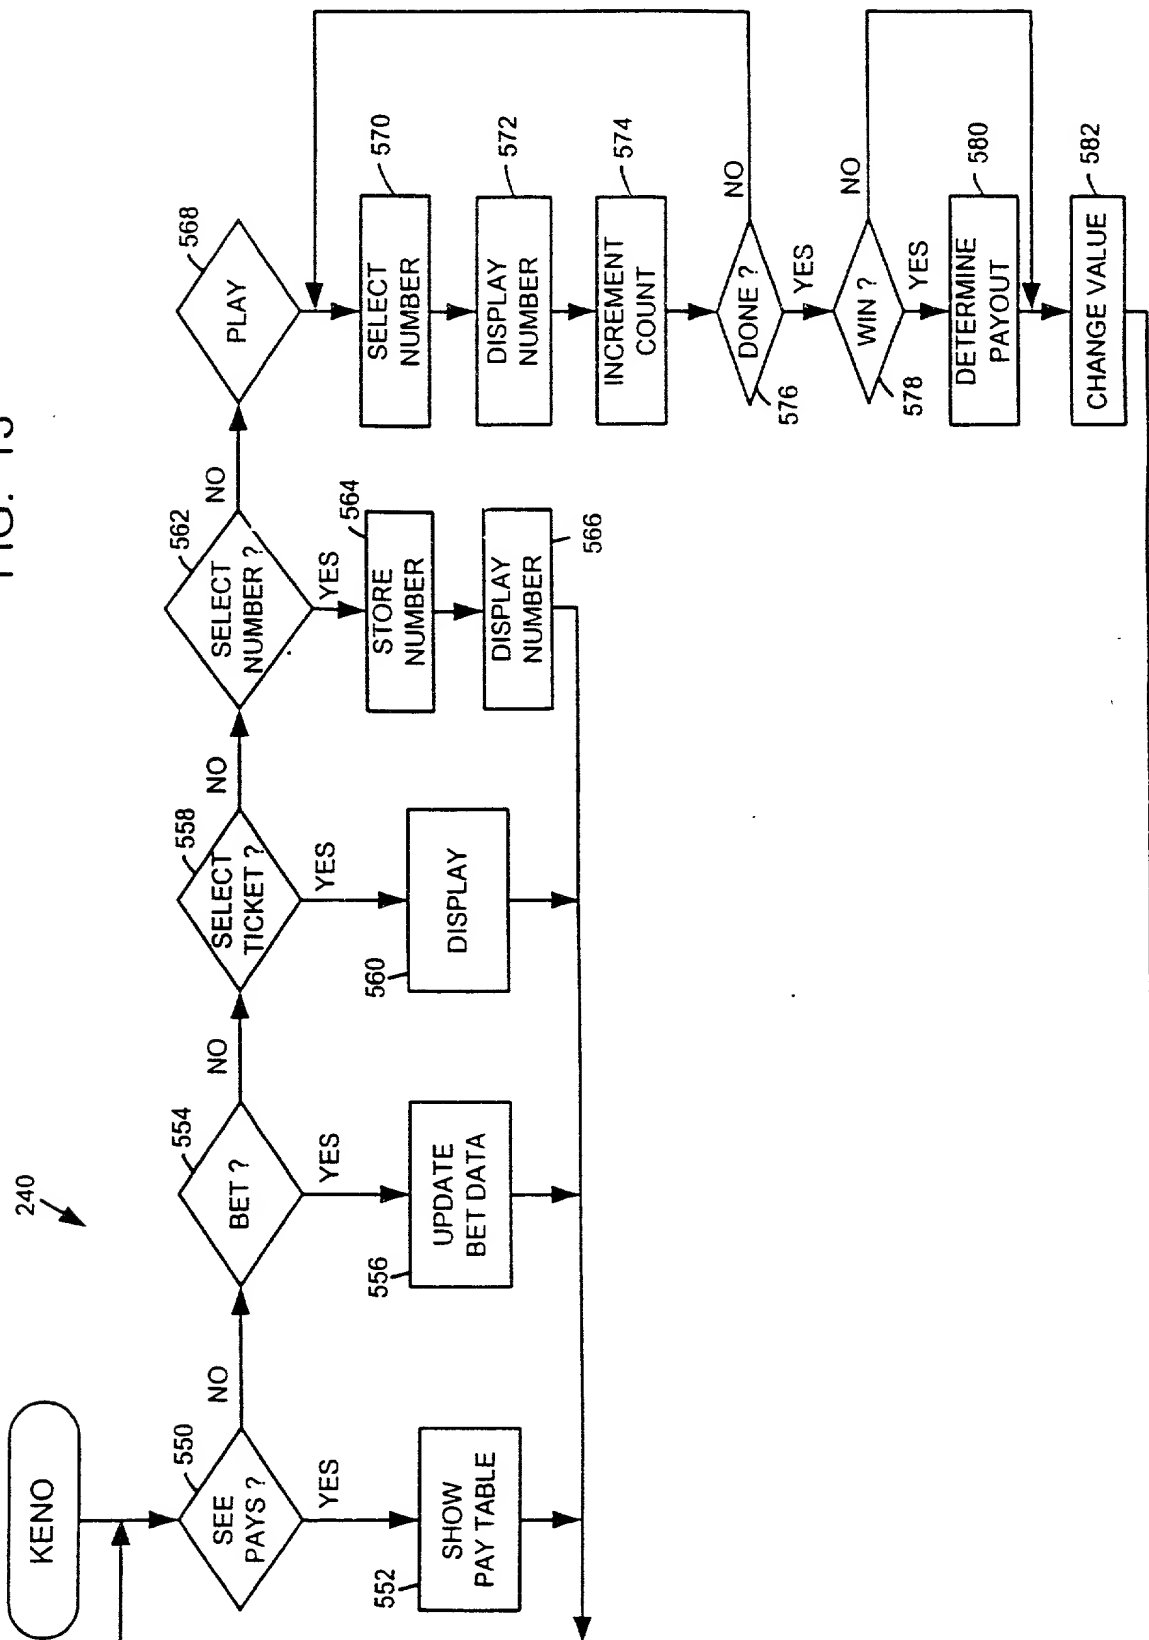 240
KENO
SEE
PAYS ?
550
NO
YES
SHOW
PAY TABLE
552
BET ?
554
NO
YES
UPDATE
BET DATA
556
SELECT
TICKET ?
558
NO
YES
DISPLAY
560
SELECT
NUMBER ?
562
NO
YES
STORE
NUMBER
564
DISPLAY
NUMBER
566
PLAY
568
SELECT
NUMBER
570
DISPLAY
NUMBER
572
INCREMENT
COUNT
574
DONE ?
576
NO
YES
WIN ?
578
NO
YES
DETERMINE
PAYOUT
580
CHANGE VALUE
582